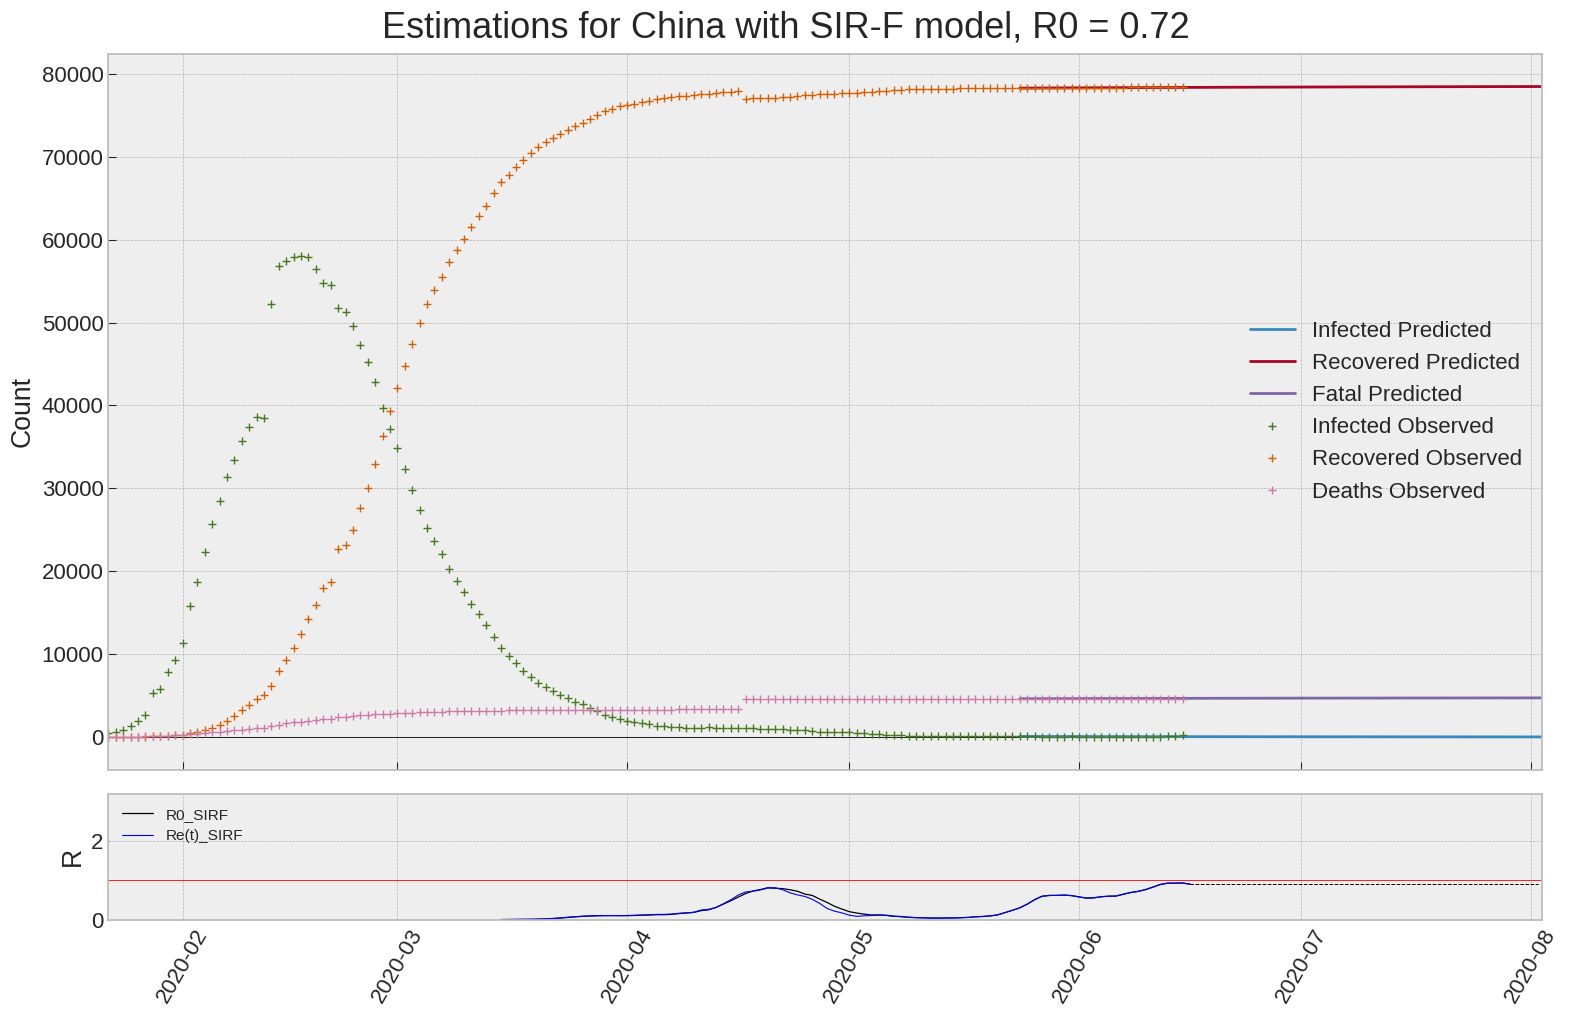 Estimations for China with SIR-F model, R0 = 0.72
80000
70000
60000
50000
40000
30000
20000
10000
0
Count
Infected Predicted
Recovered Predicted
Fatal Predicted
Infected Observed
Recovered Observed
Deaths Observed
R0_SIRF
Re(t)_SIRF
2
0
R
2020-02
2020-03
2020-04
2020-05
2020-06
2020-07
2020-08